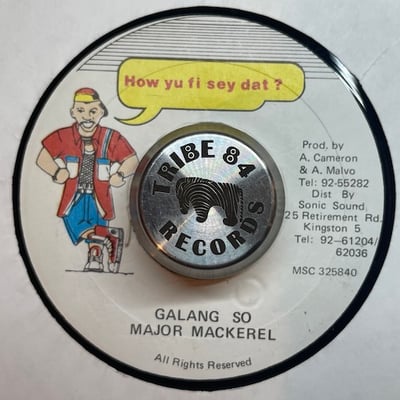 How yu fi sey dat ?
TRIBE 84
RECORDS
Prod. by
A. Cameron
& A. Malvo
Tel: 92-55282
Dist By
Sonic Sound
25 Retirement Rd.
Kingston 5
Tel: 92-61204/
62036
MSC 325840
GALANG SO
MAJOR MACKEREL
All Rights Reserved